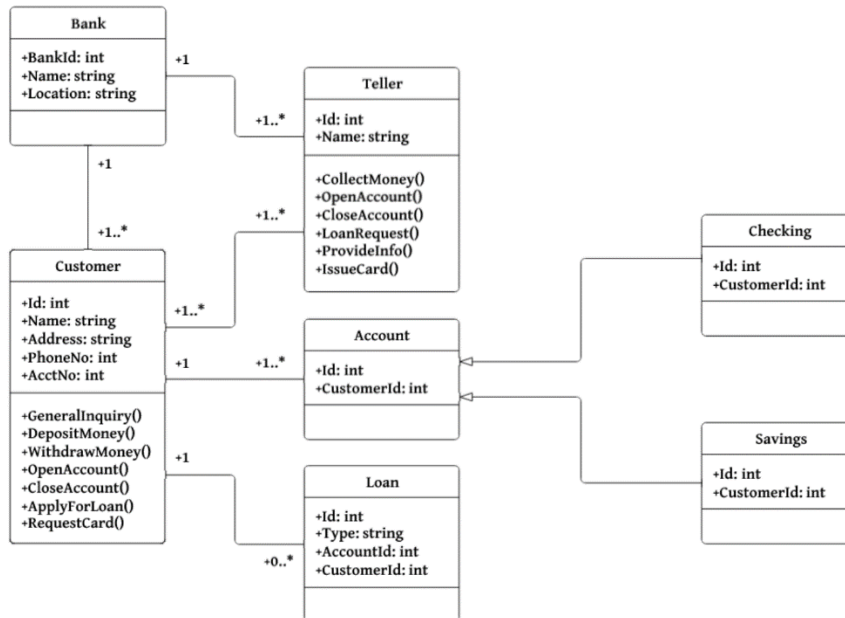 Bank
+BankId: int
+Name: string
+Location: string
+1
+1..*
Teller
+Id: int
+Name: string
+CollectMoney()
+OpenAccount()
+CloseAccount()
+LoanRequest()
+ProvideInfo()
+IssueCard()
+1
+1..*
+1..*
+1..*
Customer
+Id: int
+Name: string
+Address: string
+PhoneNo: int
+AcctNo: int
+GeneralInquiry()
+DepositMoney()
+WithdrawMoney()
+OpenAccount()
+CloseAccount()
+ApplyForLoan()
+RequestCard()
+1
+1..*
Account
+Id: int
+CustomerId: int
+1
+0..*
Loan
+Id: int
+Type: string
+AccountId: int
+CustomerId: int
Checking
+Id: int
+CustomerId: int
Savings
+Id: int
+CustomerId: int